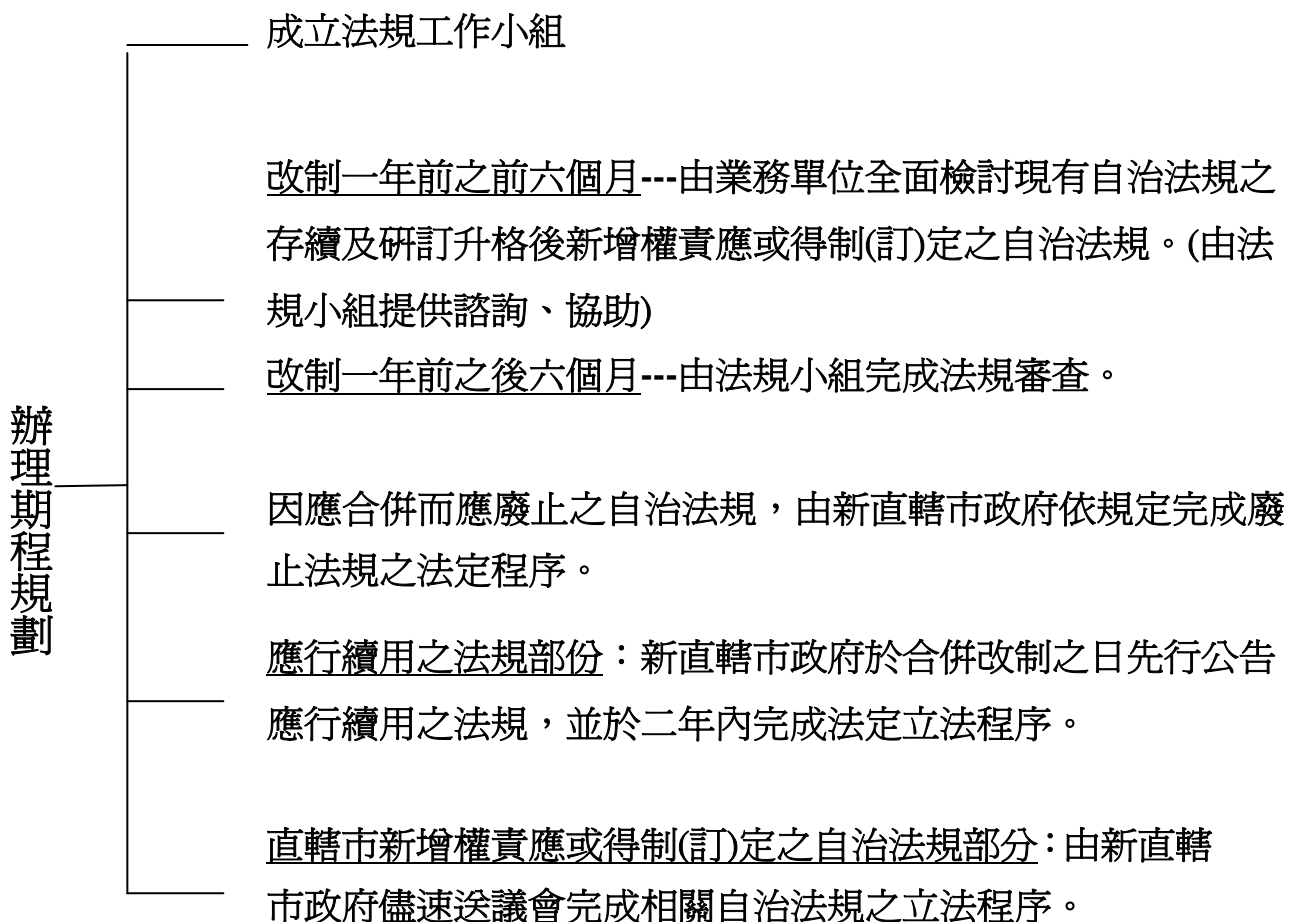 成立法規工作小組
改制一年前之前六個月---由業務單位全面檢討現有自治法規之
存續及研訂升格後新增權責應或得制(訂)定之自治法規。(由法
規小組提供諮詢、協助)
改制一年前之後六個月---由法規小組完成法規審查。
辦理期程規劃
因應合併而應廢止之自治法規，由新直轄市政府依規定完成廢
止法規之法定程序。
應行續用之法規部份：新直轄市政府於合併改制之日先行公告
應行續用之法規，並於二年內完成法定立法程序。
直轄市新增權責應或得制(訂)定之自治法規部分：由新直轄
市政府儘速送議會完成相關自治法規之立法程序。